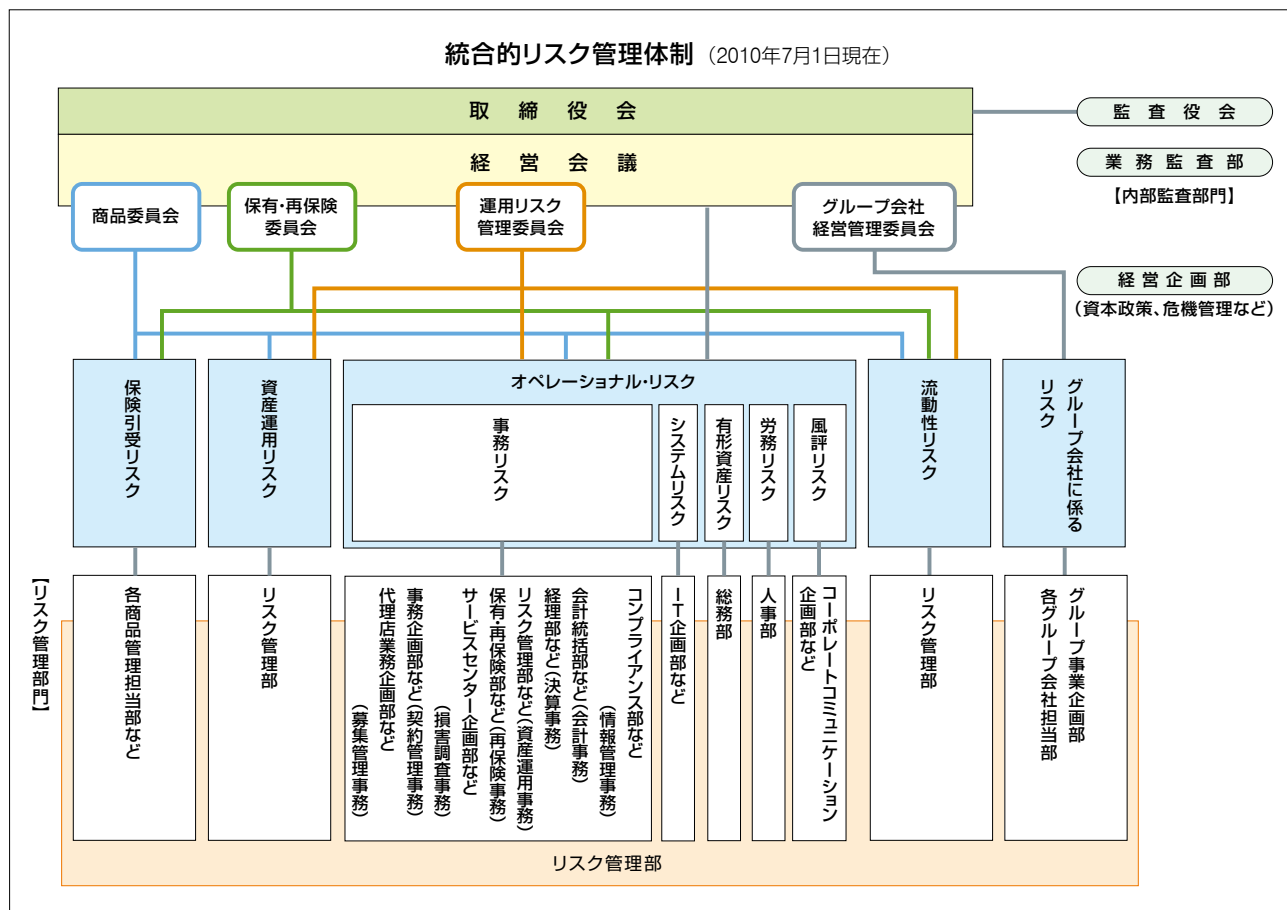 統合的リスク管理体制（2010年7月1日現在）
取締役会
監査役会
経営会議
業務監査部
【内部監査部門】
商品委員会
保有・再保険
委員会
運用リスク
管理委員会
グループ会社
経営管理委員会
経営企画部
（資本政策、危機管理など）
保険引受リスク
資産運用リスク
オペレーショナル・リスク
事務リスク
システムリスク
有形資産リスク
労務リスク
風評リスク
流動性リスク
グループ会社に係る
リスク
【リスク管理部門】
各商品管理担当部など
リスク管理部
コンプライアンス部など
（情報管理事務）
会計統括部など（会計事務）
経理部など（決算事務）
リスク管理部など（資産運用事務）
保有・再保険部など（再保険事務）
サービスセンター企画部など
（損害調査事務）
事務企画部など（契約管理事務）
代理店業務企画部など
（募集管理事務）
IT企画部など
総務部
人事部
コーポレートコミュニケーション
企画部など
リスク管理部
グループ事業企画部
各グループ会社担当部
リスク管理部